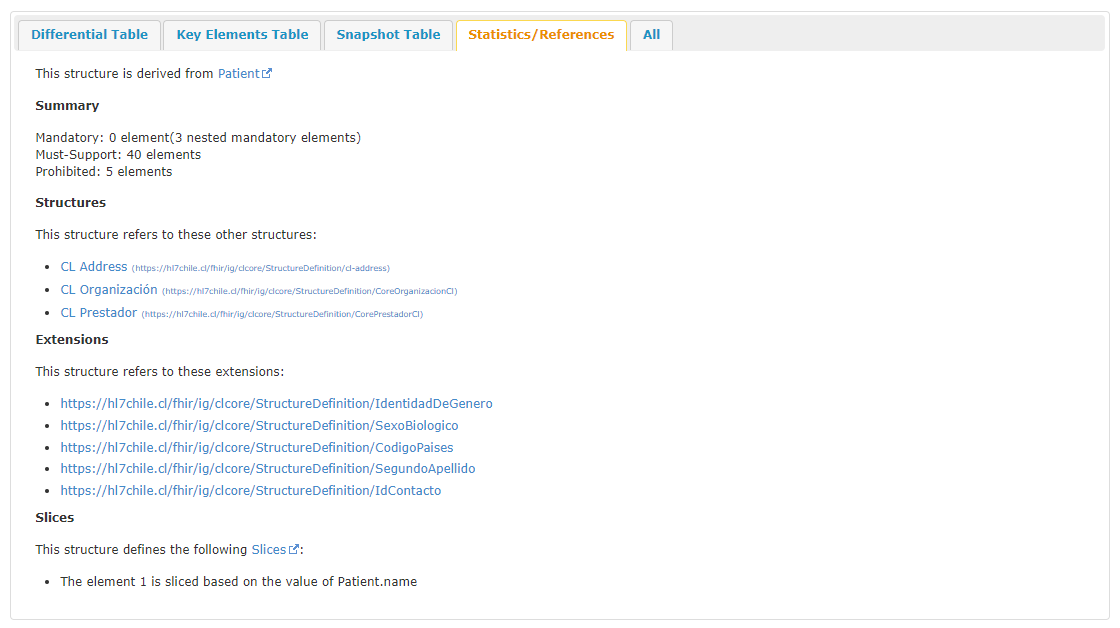 Differential Table Key Elements Table Snapshot Table Statistics/References All
This structure is derived from Patient
Summary
Mandatory: 0 element(3 nested mandatory elements)
Must-Support: 40 elements
Prohibited: 5 elements
Structures
This structure refers to these other structures:
• CL Address (https://hl7chile.cl/fhir/ig/clcore/StructureDefinition/cl-address)
• CL Organización (https://hl7chile.cl/fhir/ig/clcore/StructureDefinition/CoreOrganizacionCl)
• CL Prestador (https://hl7chile.cl/fhir/ig/clcore/StructureDefinition/CorePrestadorCl)
Extensions
This structure refers to these extensions:
• https://hl7chile.cl/fhir/ig/clcore/StructureDefinition/IdentidadDeGenero
• https://hl7chile.cl/fhir/ig/clcore/StructureDefinition/SexoBiologico
• https://hl7chile.cl/fhir/ig/clcore/StructureDefinition/CodigoPaises
• https://hl7chile.cl/fhir/ig/clcore/StructureDefinition/SegundoApellido
• https://hl7chile.cl/fhir/ig/clcore/StructureDefinition/IdContacto
Slices
This structure defines the following Slices:
• The element 1 is sliced based on the value of Patient.name